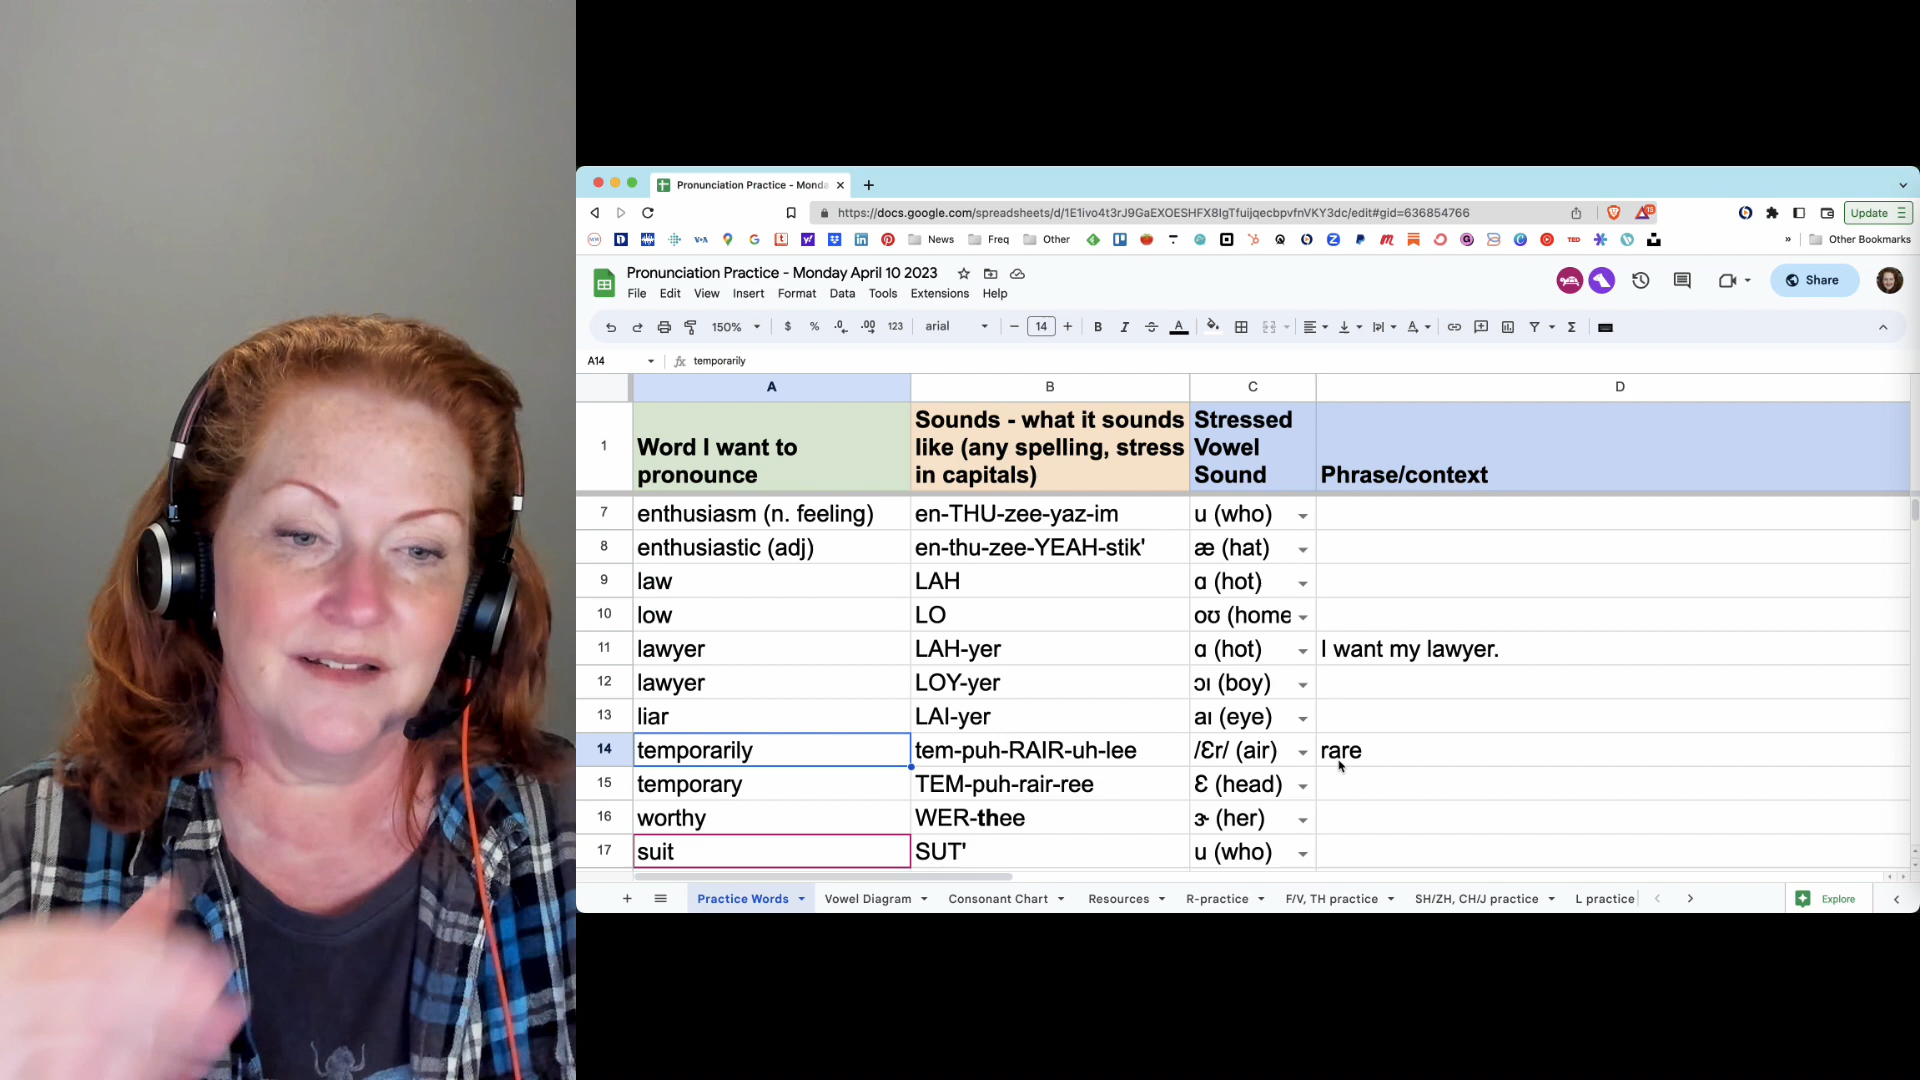 Pronunciation Practice - Monda
https://docs.google.com/spreadsheets/d/1E1ivo4t3rJ9GaEXOESHFX8IgTfuijqecbpvfnVKY3dc/edit#gid=636854766
Update
News Freq Other » Other Bookmarks
Pronunciation Practice - Monday April 10 2023
File Edit View Insert Format Data Tools Extensions Help
Share
150% $ % .0 .00 123 arial 14 B I A Σ
A14 fx temporarily
A B C D
1 Word I want to pronounce Sounds - what it sounds like (any spelling, stress in capitals) Stressed Vowel Sound Phrase/context
7 enthusiasm (n. feeling) en-THU-zee-yaz-im u (who)
8 enthusiastic (adj) en-thu-zee-YEAH-stik' æ (hat)
9 law LAH ɑ (hot)
10 low LO oʊ (home
11 lawyer LAH-yer ɑ (hot) I want my lawyer.
12 lawyer LOY-yer ɔɪ (boy)
13 liar LAI-yer aɪ (eye)
14 temporarily tem-puh-RAIR-uh-lee /Ɛr/ (air) rare
15 temporary TEM-puh-rair-ree Ɛ (head)
16 worthy WER-thee ɝ (her)
17 suit SUT' u (who)
Practice Words Vowel Diagram Consonant Chart Resources R-practice F/V, TH practice SH/ZH, CH/J practice L practice Explore